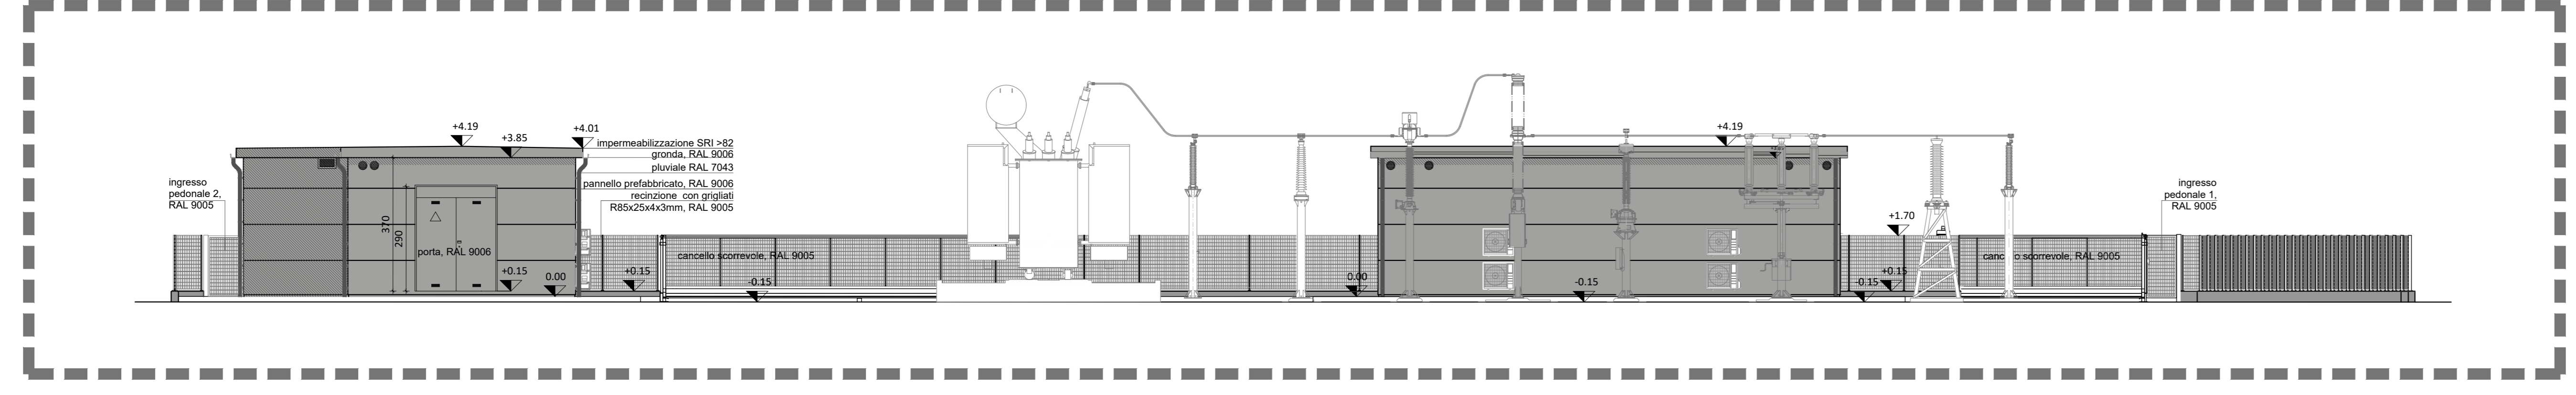 +4.19
+3.85
+4.01
impermeabilizzazione SRI >82
gronda, RAL 9006
pluviale RAL 7043
pannello prefabbricato, RAL 9006
recinzione con grigliati
R85x25x4x3mm, RAL 9005
ingresso
pedonale 2,
RAL 9005
370
290
porta, RAL 9006
+0.15
0.00
+0.15
-0.15
cancello scorrevole, RAL 9005
0.00
+4.19
-0.15
+1.70
-0.15
+0.15
cancello scorrevole, RAL 9005
ingresso
pedonale 1,
RAL 9005